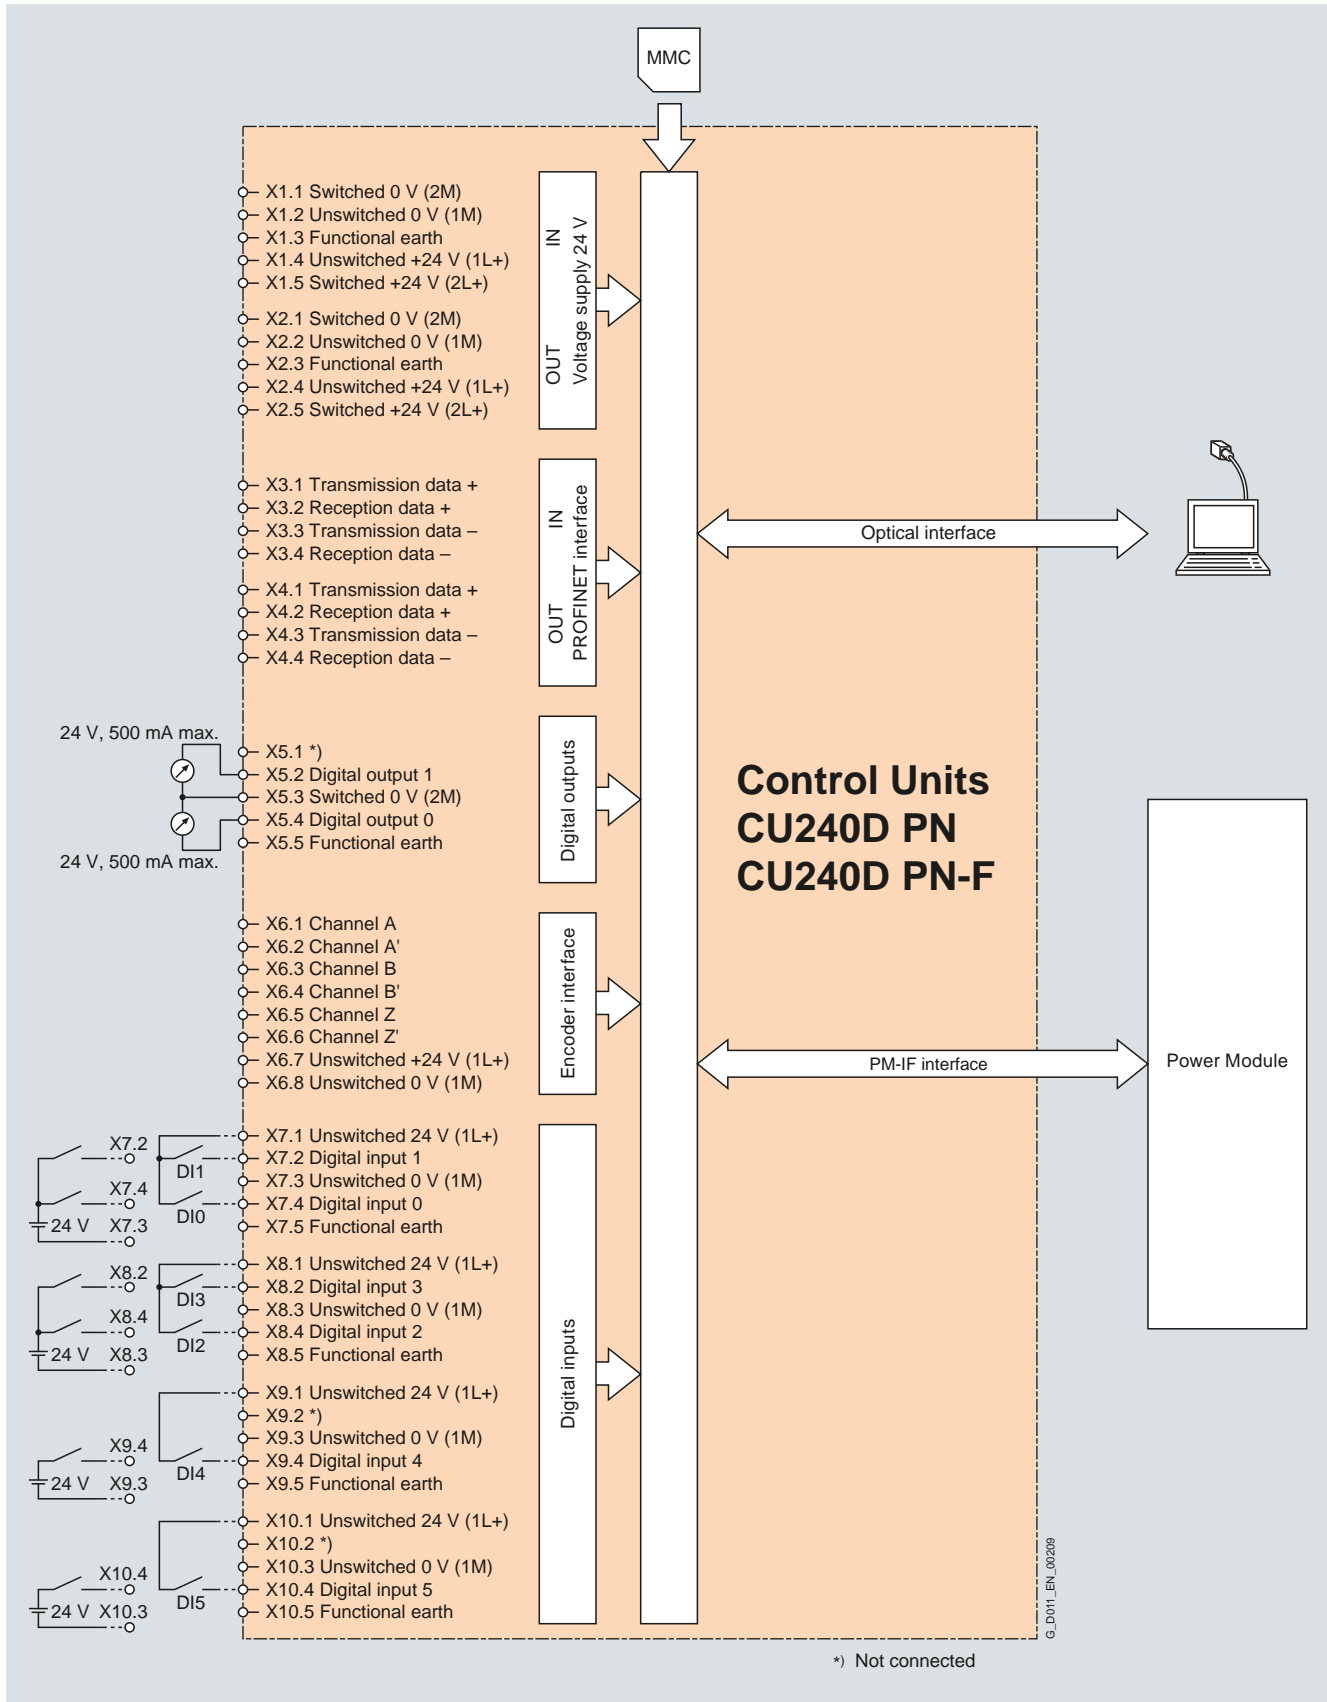 MMC
X1.1 Switched 0 V (2M)
X1.2 Unswitched 0 V (1M)
X1.3 Functional earth
X1.4 Unswitched +24 V (1L+)
X1.5 Switched +24 V (2L+)
X2.1 Switched 0 V (2M)
X2.2 Unswitched 0 V (1M)
X2.3 Functional earth
X2.4 Unswitched +24 V (1L+)
X2.5 Switched +24 V (2L+)
OUT IN
Voltage supply 24 V
X3.1 Transmission data +
X3.2 Reception data +
X3.3 Transmission data –
X3.4 Reception data –
X4.1 Transmission data +
X4.2 Reception data +
X4.3 Transmission data –
X4.4 Reception data –
OUT IN
PROFINET interface
Optical interface
24 V, 500 mA max.
X5.1 *)
X5.2 Digital output 1
X5.3 Switched 0 V (2M)
X5.4 Digital output 0
X5.5 Functional earth
24 V, 500 mA max.
Digital outputs
Control Units
CU240D PN
CU240D PN-F
X6.1 Channel A
X6.2 Channel A'
X6.3 Channel B
X6.4 Channel B'
X6.5 Channel Z
X6.6 Channel Z'
X6.7 Unswitched +24 V (1L+)
X6.8 Unswitched 0 V (1M)
Encoder interface
PM-IF interface
Power Module
X7.1 Unswitched 24 V (1L+)
X7.2 Digital input 1
X7.3 Unswitched 0 V (1M)
X7.4 Digital input 0
X7.5 Functional earth
X7.2
DI1
X7.4
DI0
24 V X7.3
X8.1 Unswitched 24 V (1L+)
X8.2 Digital input 3
X8.3 Unswitched 0 V (1M)
X8.4 Digital input 2
X8.5 Functional earth
X8.2
DI3
X8.4
DI2
24 V X8.3
Digital inputs
X9.1 Unswitched 24 V (1L+)
X9.2 *)
X9.3 Unswitched 0 V (1M)
X9.4 Digital input 4
X9.5 Functional earth
X9.4
DI4
24 V X9.3
X10.1 Unswitched 24 V (1L+)
X10.2 *)
X10.3 Unswitched 0 V (1M)
X10.4 Digital input 5
X10.5 Functional earth
X10.4
DI5
24 V X10.3
G_D011_EN_00209
*) Not connected